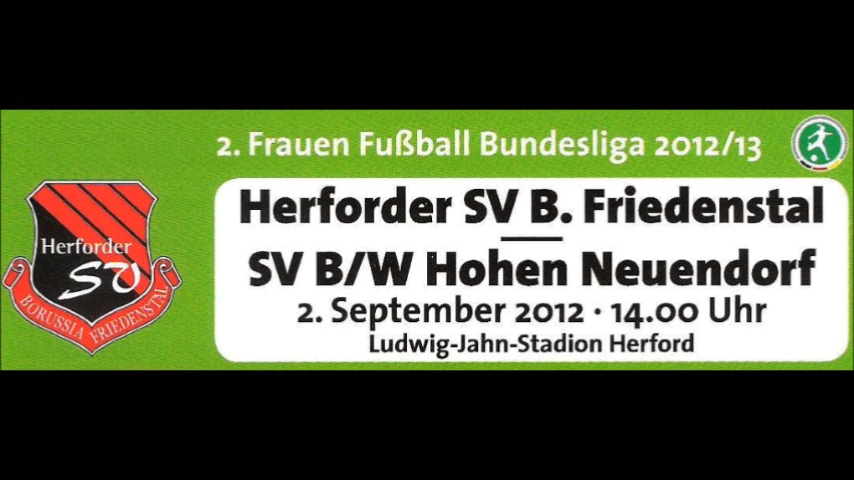 2. Frauen Fußball Bundesliga 2012/13
Herforder SV B. Friedenstal
SV B/W Hohen Neuendorf
2. September 2012 · 14.00 Uhr
Ludwig-Jahn-Stadion Herford
Herforder
SV
BORUSSIA FRIEDENSTAL